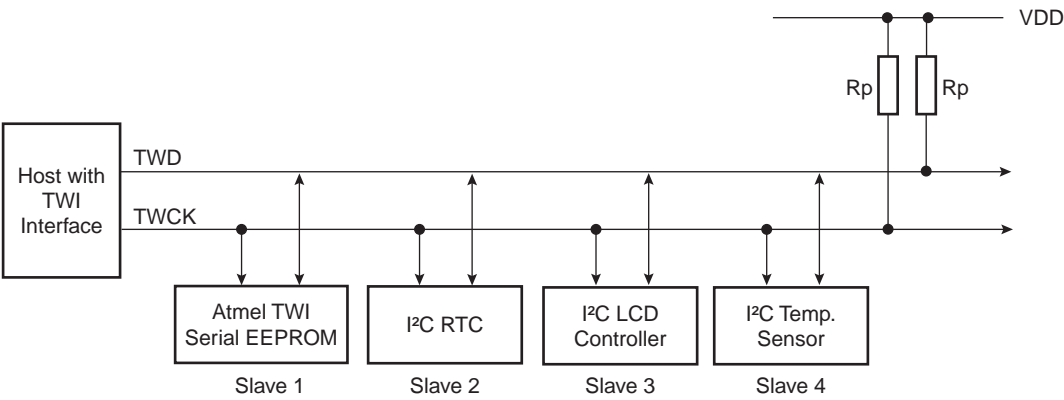 VDD
Rp
Rp
Host with
TWI
Interface
TWD
TWCK
Atmel TWI
Serial EEPROM
I²C RTC
I²C LCD
Controller
I²C Temp.
Sensor
Slave 1
Slave 2
Slave 3
Slave 4